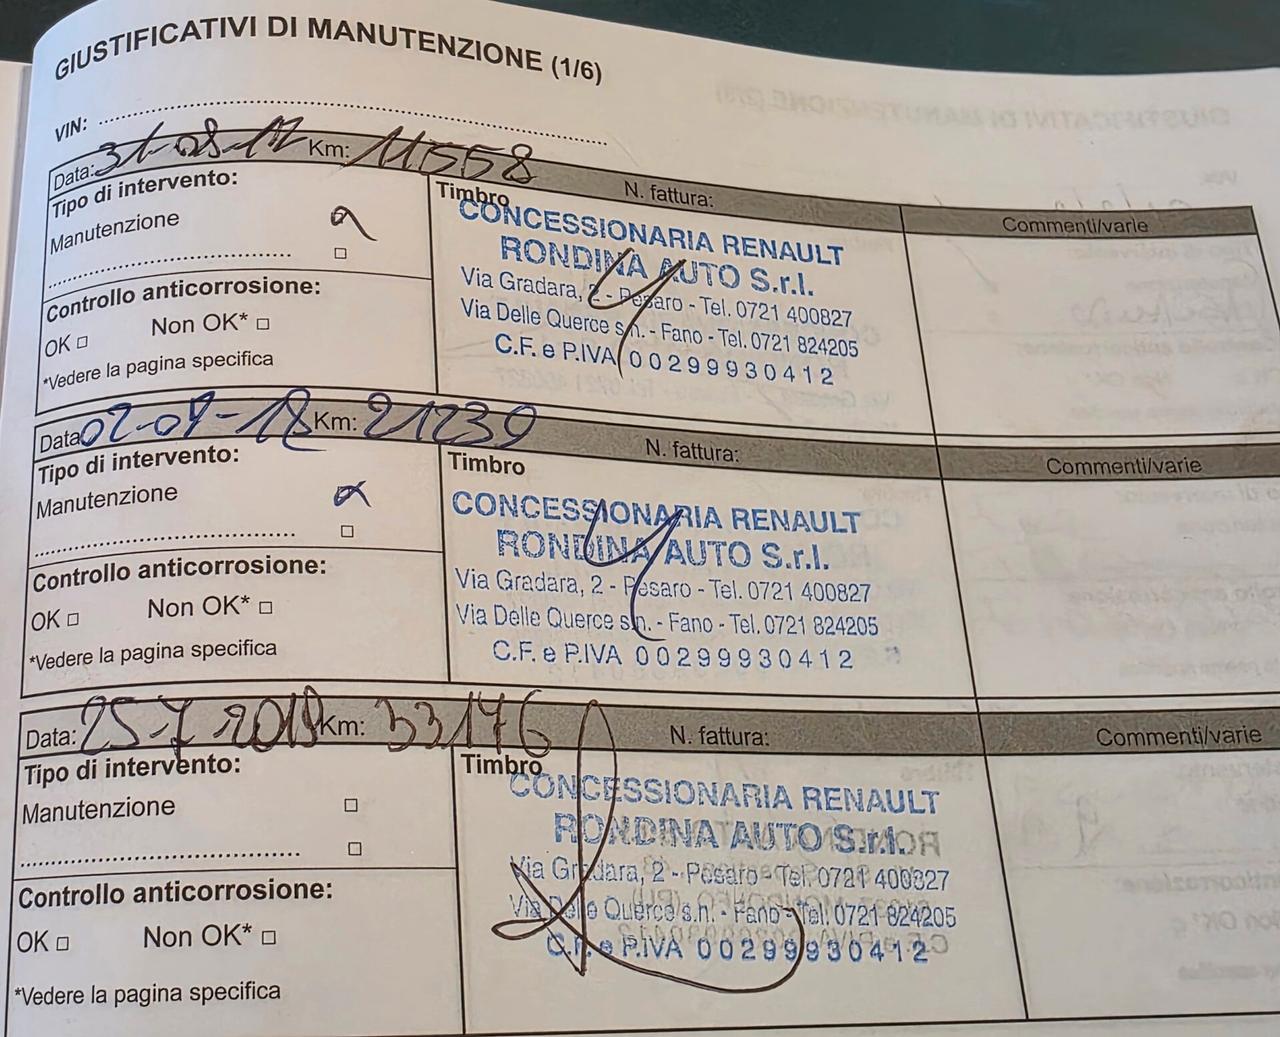 GIUSTIFICATIVI DI MANUTENZIONE (1/6)
VIN:
Data: 31-08-17 Km: 11558 N. fattura: Commenti/varie
Tipo di intervento:
Manutenzione
Controllo anticorrosione:
OK □ Non OK* □
*Vedere la pagina specifica
Timbro
CONCESSIONARIA RENAULT
RONDINA AUTO S.r.l.
Via Gradara, 2 - Pesaro - Tel. 0721 400827
Via Delle Querce s.n. - Fano - Tel. 0721 824205
C.F. e P.IVA 00299930412
Data: 02-07-18 Km: 21239 N. fattura: Commenti/varie
Tipo di intervento:
Manutenzione
Controllo anticorrosione:
OK □ Non OK* □
*Vedere la pagina specifica
Timbro
CONCESSIONARIA RENAULT
RONDINA AUTO S.r.l.
Via Gradara, 2 - Pesaro - Tel. 0721 400827
Via Delle Querce s.n. - Fano - Tel. 0721 824205
C.F. e P.IVA 00299930412
Data: 25-7-2019 Km: 33176 N. fattura: Commenti/varie
Tipo di intervento:
Manutenzione □
Controllo anticorrosione:
OK □ Non OK* □
*Vedere la pagina specifica
Timbro
CONCESSIONARIA RENAULT
RONDINA AUTO S.r.l.
Via Gradara, 2 - Pesaro - Tel. 0721 400827
Via Delle Querce s.n. - Fano - Tel. 0721 824205
C.F. e P.IVA 00299930412